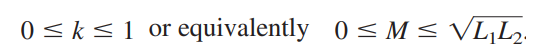 0 ≤ k ≤ 1 or equivalently 0 ≤ M ≤ √L₁L₂.